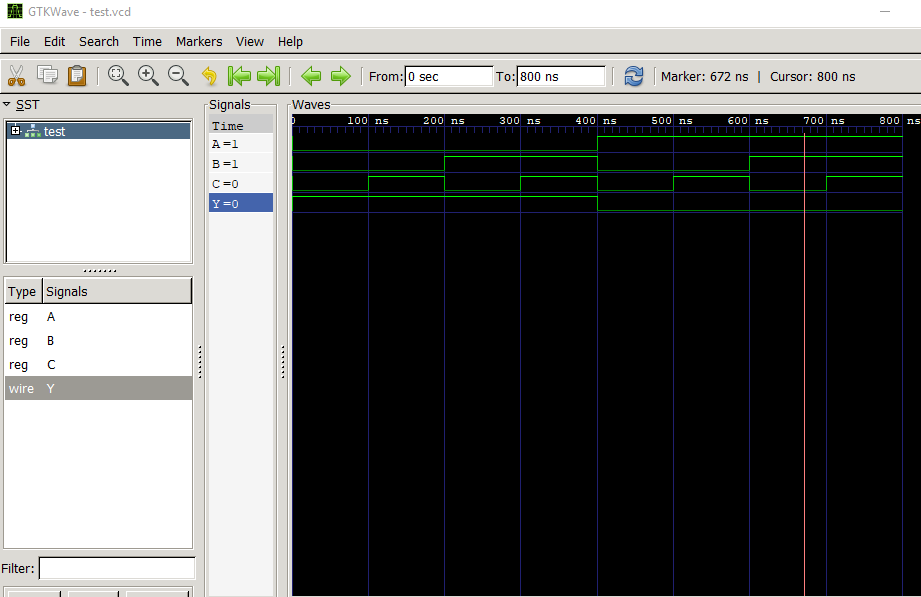 GTKWave - test.vcd
File Edit Search Time Markers View Help
From: 0 sec To: 800 ns Marker: 672 ns | Cursor: 800 ns
SST
test
Type Signals
reg A
reg B
reg C
wire Y
Filter:
Signals
Time
A=1
B=1
C=0
Y=0
Waves
0 100 ns 200 ns 300 ns 400 ns 500 ns 600 ns 700 ns 800 ns